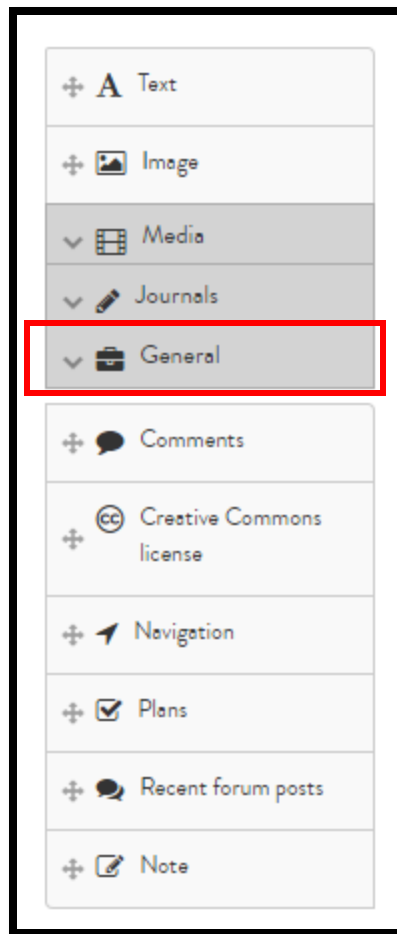 Text
Image
Media
Journals
General
Comments
Creative Commons
license
Navigation
Plans
Recent forum posts
Note